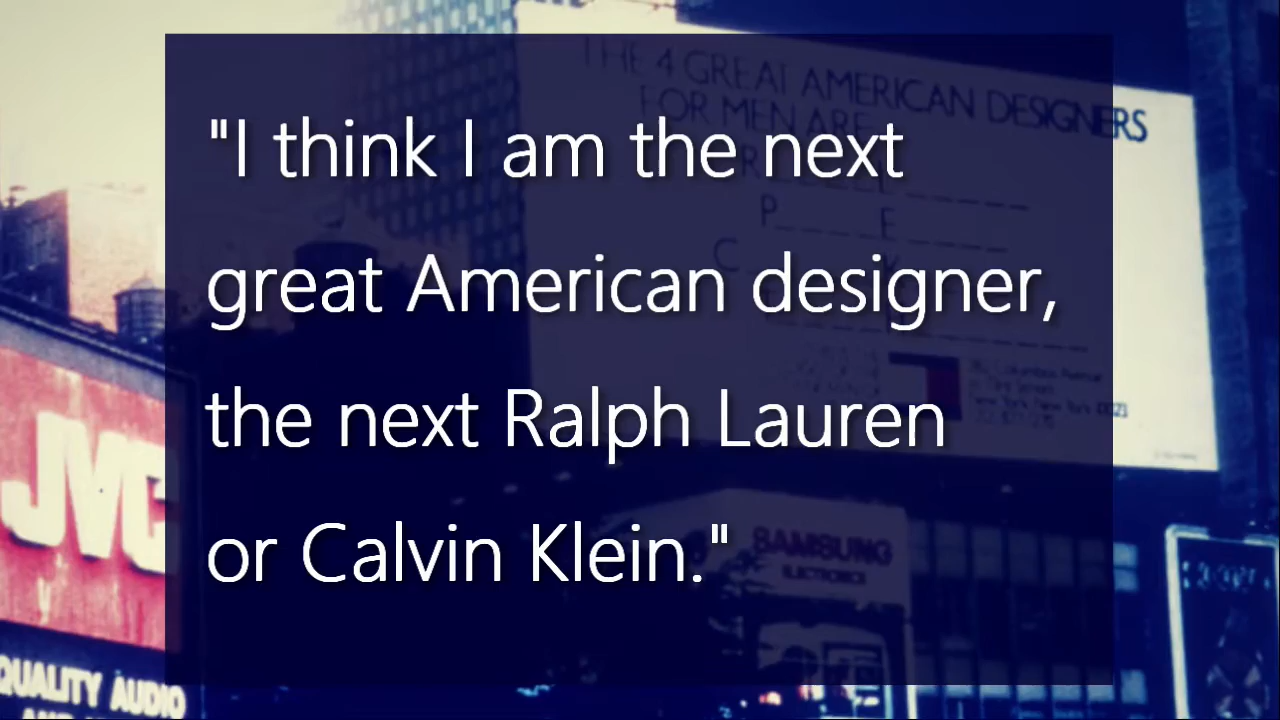 "I think I am the next
great American designer,
the next Ralph Lauren
or Calvin Klein."
THE 4 GREAT AMERICAN DESIGNERS
FOR MEN ARE
R
P E
C K
JVC
SAMSUNG
ELECTRONICS
QUALITY AUDIO